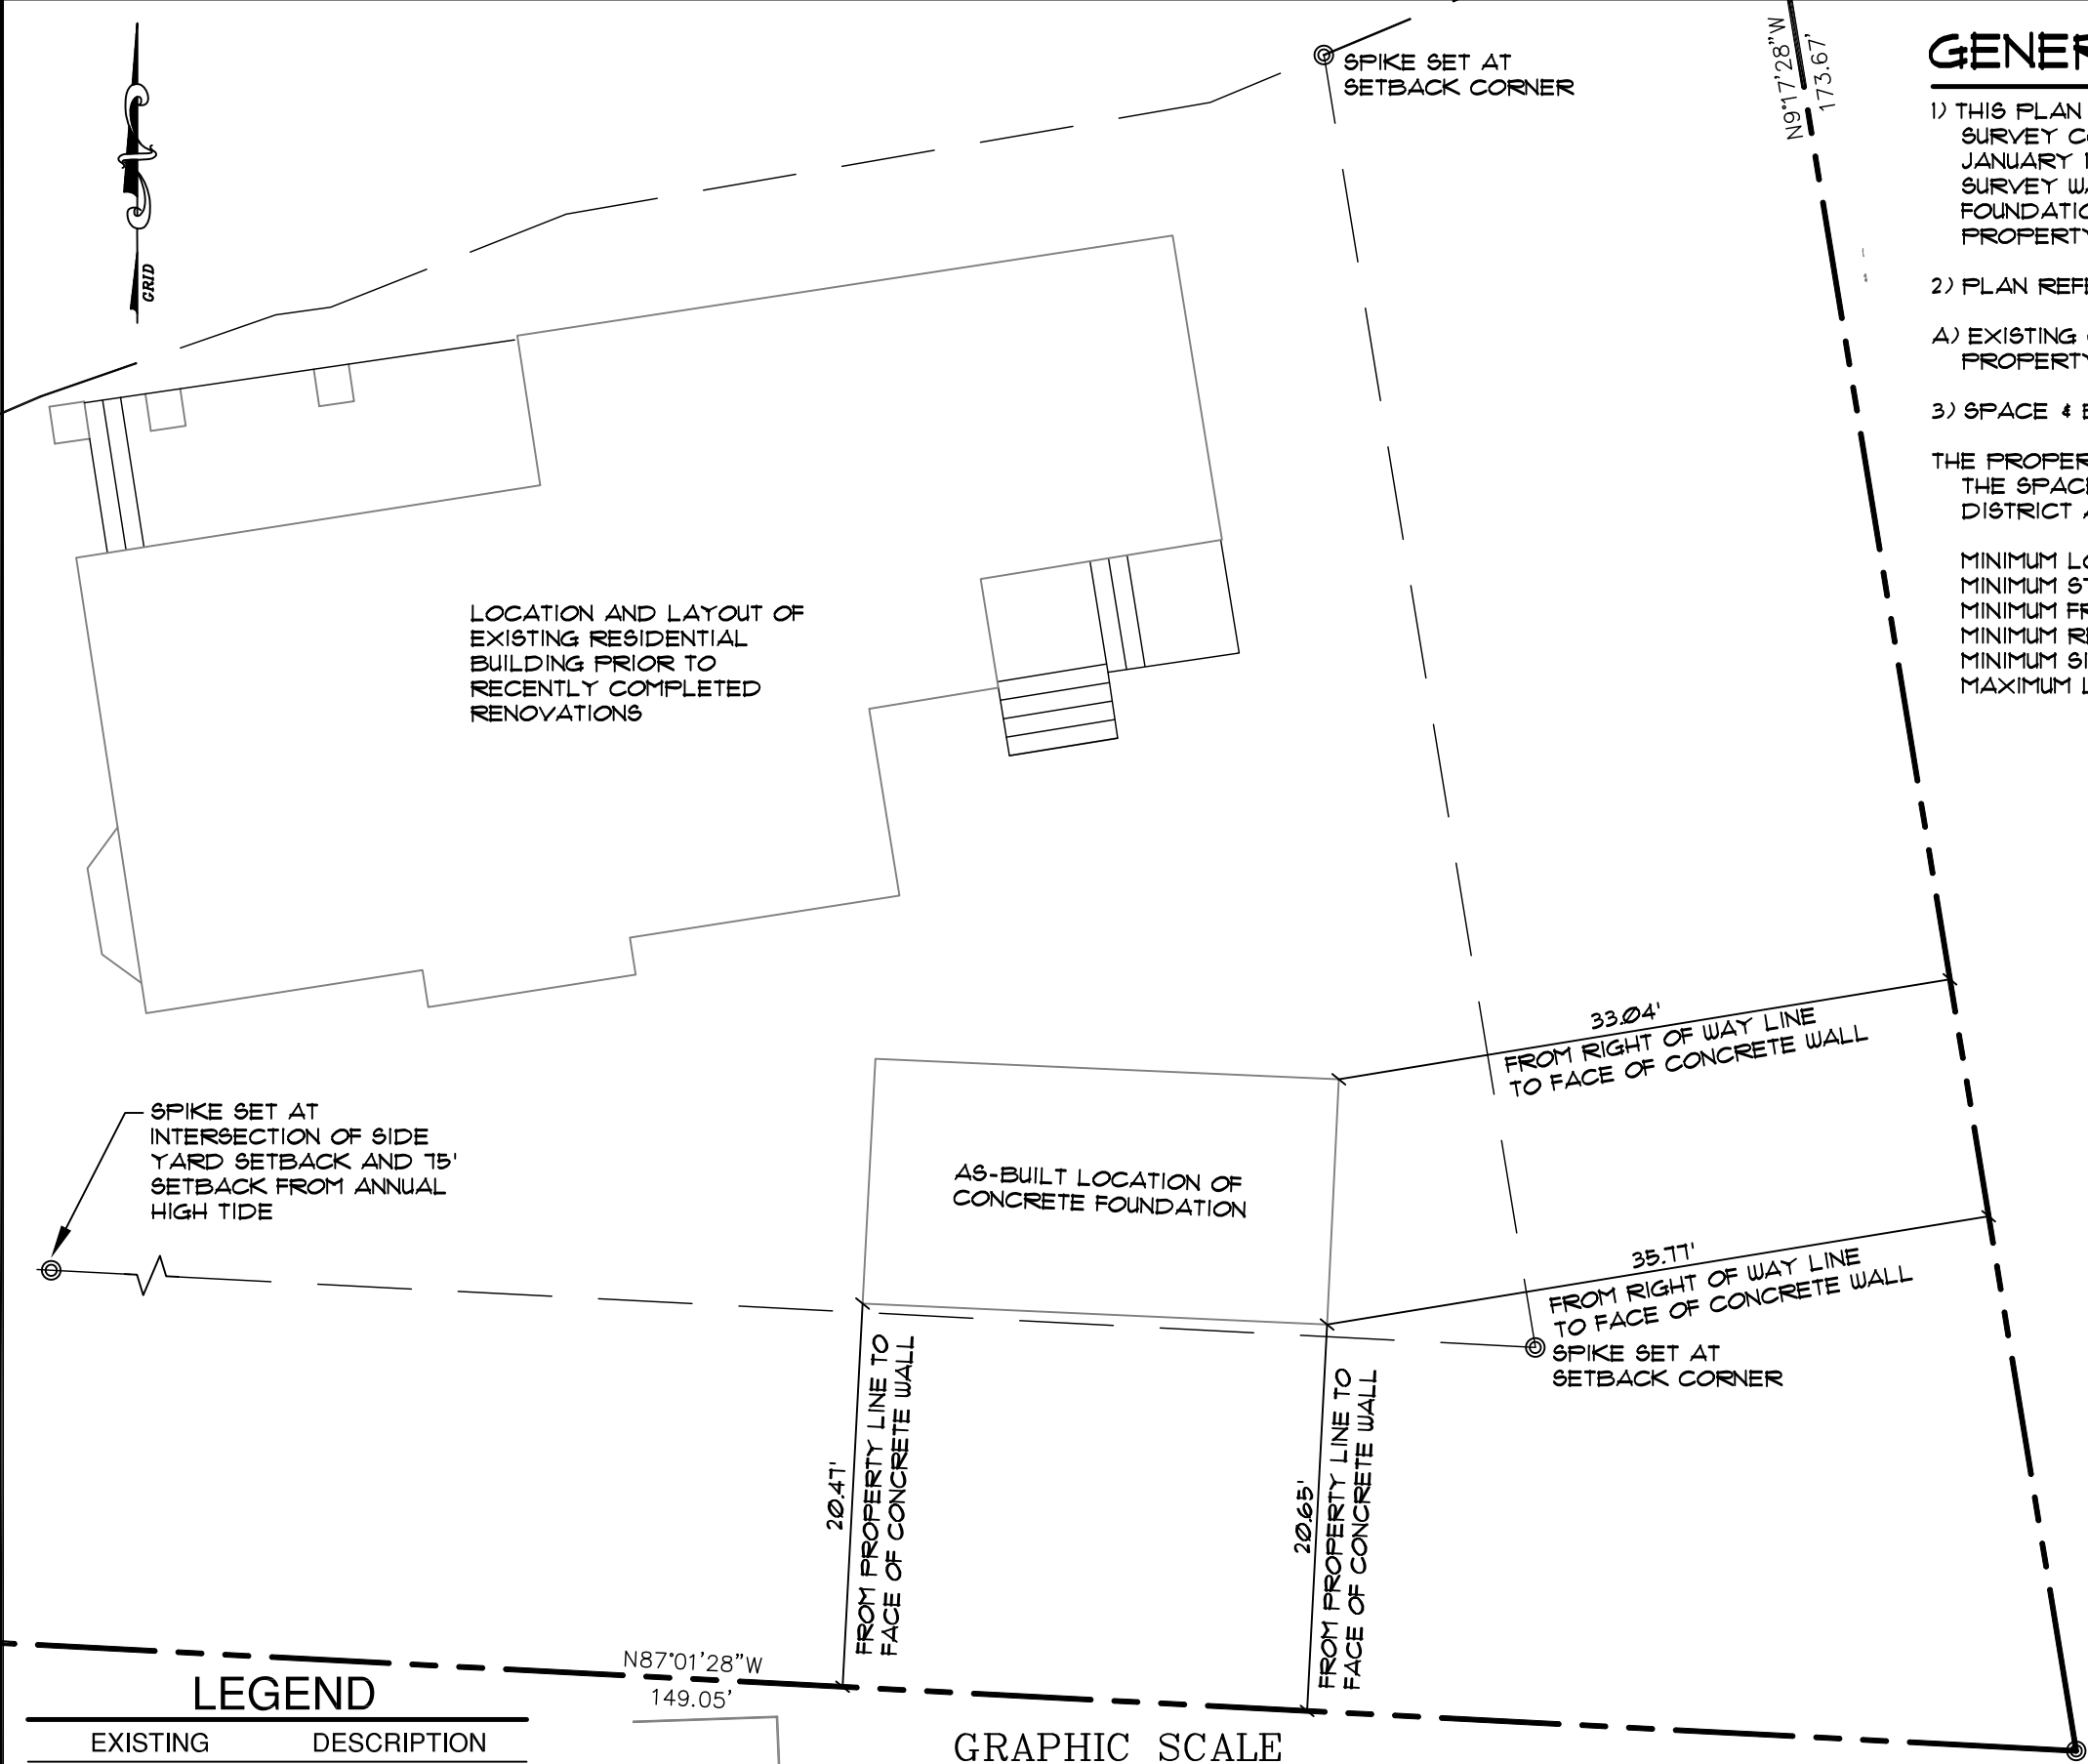 GRID
SPIKE SET AT
SETBACK CORNER
N9°17'28"W
173.67'
LOCATION AND LAYOUT OF
EXISTING RESIDENTIAL
BUILDING PRIOR TO
RECENTLY COMPLETED
RENOVATIONS
33.04'
FROM RIGHT OF WAY LINE
TO FACE OF CONCRETE WALL
SPIKE SET AT
INTERSECTION OF SIDE
YARD SETBACK AND 75'
SETBACK FROM ANNUAL
HIGH TIDE
AS-BUILT LOCATION OF
CONCRETE FOUNDATION
35.77'
FROM RIGHT OF WAY LINE
TO FACE OF CONCRETE WALL
SPIKE SET AT
SETBACK CORNER
20.47'
FROM PROPERTY LINE TO
FACE OF CONCRETE WALL
20.65'
FROM PROPERTY LINE TO
FACE OF CONCRETE WALL
N87°01'28"W
149.05'
LEGEND
EXISTING DESCRIPTION
GRAPHIC SCALE
GENER
1) THIS PLAN
SURVEY
JANUARY
SURVEY
FOUNDATIO
PROPERTY
2) PLAN REF
A) EXISTING
PROPERTY
3) SPACE &
THE PROPER
THE SPACE
DISTRICT
MINIMUM
MINIMUM
MINIMUM
MINIMUM
MINIMUM
MAXIMUM